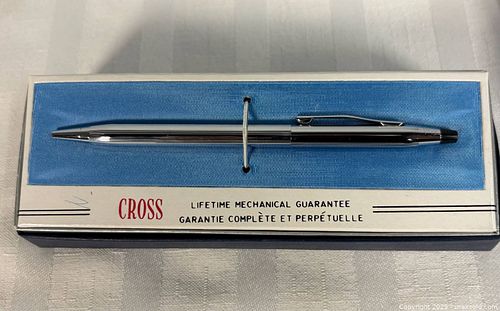 CROSS
LIFETIME MECHANICAL GUARANTEE
GARANTIE COMPLÈTE ET PERPÉTUELLE